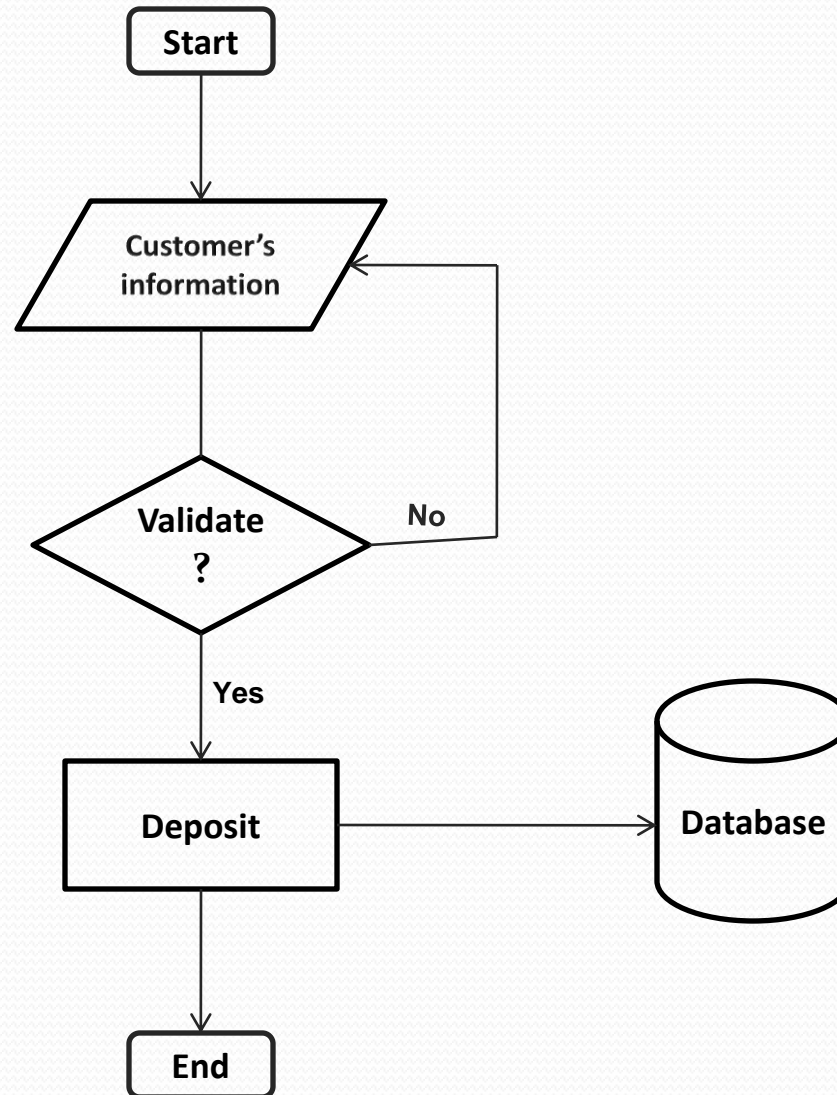 Start
Customer’s
information
Validate
?
No
Yes
Deposit
Database
End